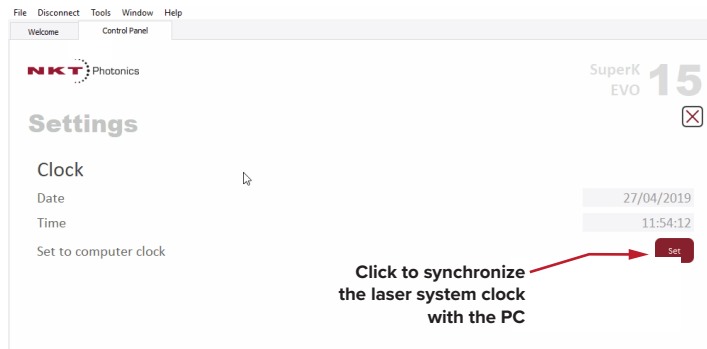 File Disconnect Tools Window Help
Welcome Control Panel
NKT Photonics
SuperK EVO 15
Settings
Clock
Date 27/04/2019
Time 11:54:12
Set to computer clock Set
Click to synchronize
the laser system clock
with the PC